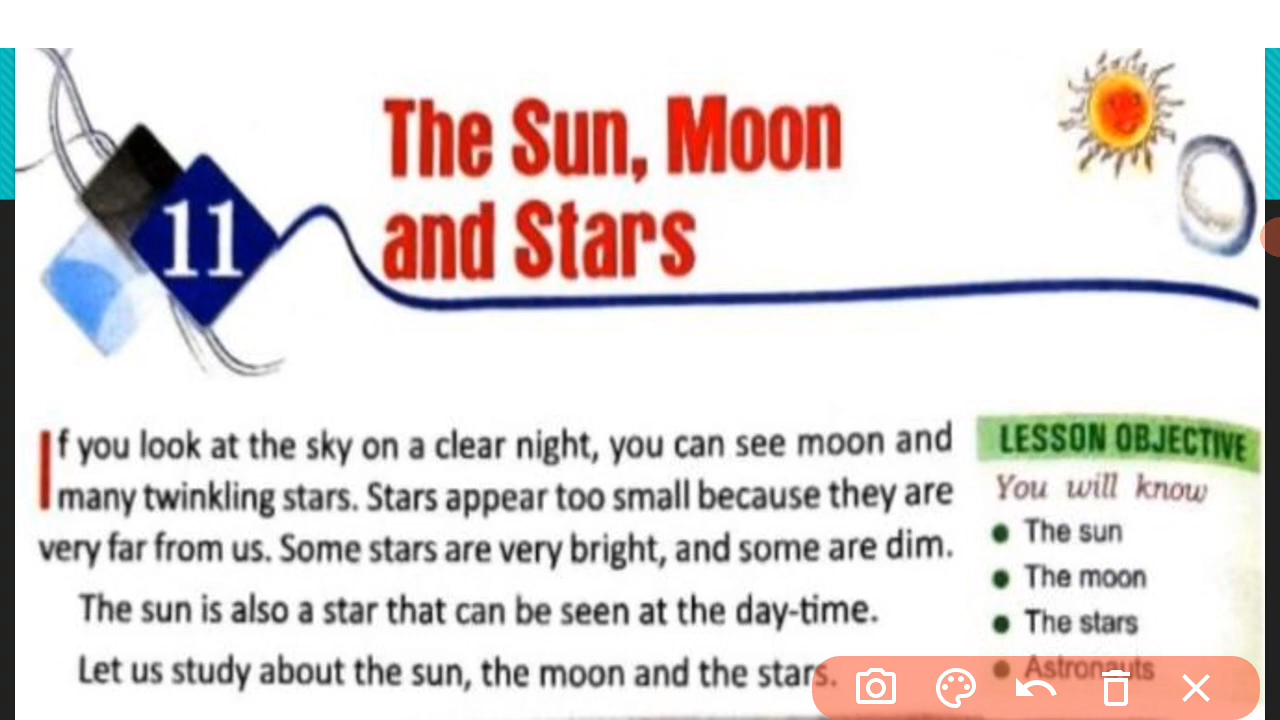 The Sun, Moon
and Stars
11
If you look at the sky on a clear night, you can see moon and
many twinkling stars. Stars appear too small because they are
very far from us. Some stars are very bright, and some are dim.
The sun is also a star that can be seen at the day-time.
Let us study about the sun, the moon and the stars.
LESSON OBJECTIVE
You will know
● The sun
● The moon
● The stars
● Astronauts